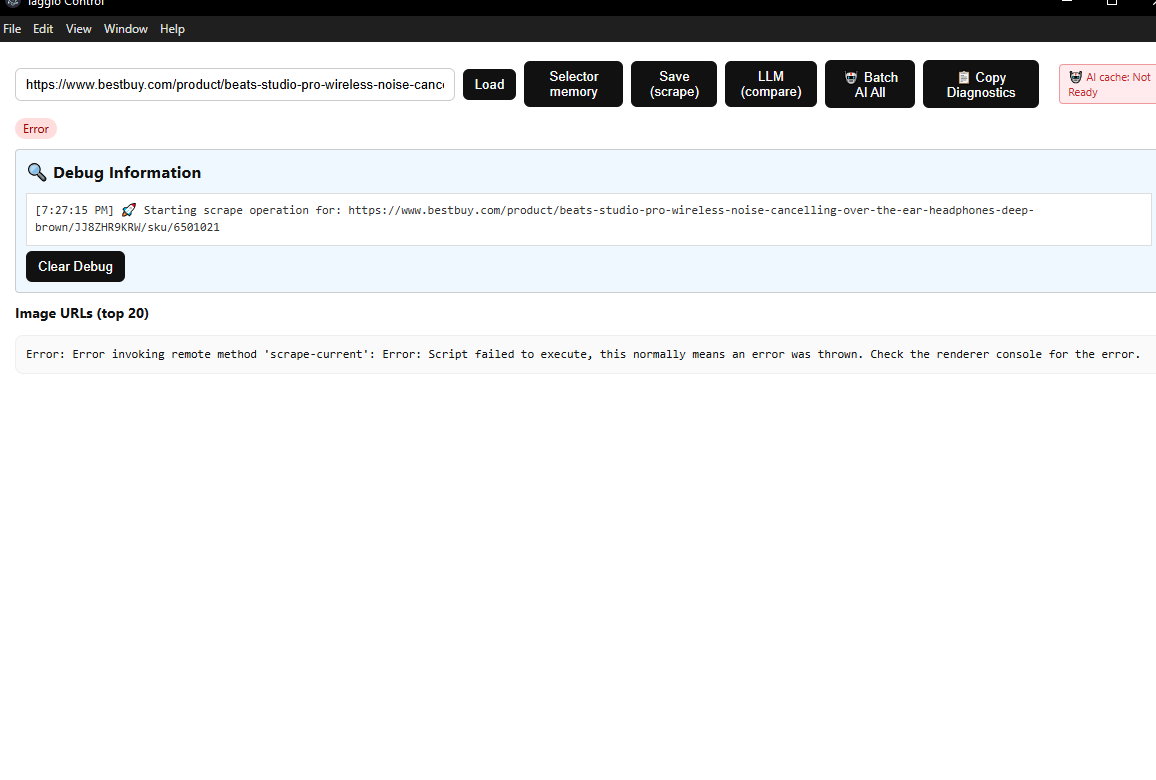 Taggio Control
File Edit View Window Help
https://www.bestbuy.com/product/beats-studio-pro-wireless-noise-cance
Load
Selector
memory
Save
(scrape)
LLM
(compare)
Batch
AI All
Copy
Diagnostics
AI cache: Not
Ready
Error
Debug Information
[7:27:15 PM] 🚀 Starting scrape operation for: https://www.bestbuy.com/product/beats-studio-pro-wireless-noise-cancelling-over-the-ear-headphones-deep-
brown/JJ8ZHR9KRW/sku/6501021
Clear Debug
Image URLs (top 20)
Error: Error invoking remote method 'scrape-current': Error: Script failed to execute, this normally means an error was thrown. Check the renderer console for the error.